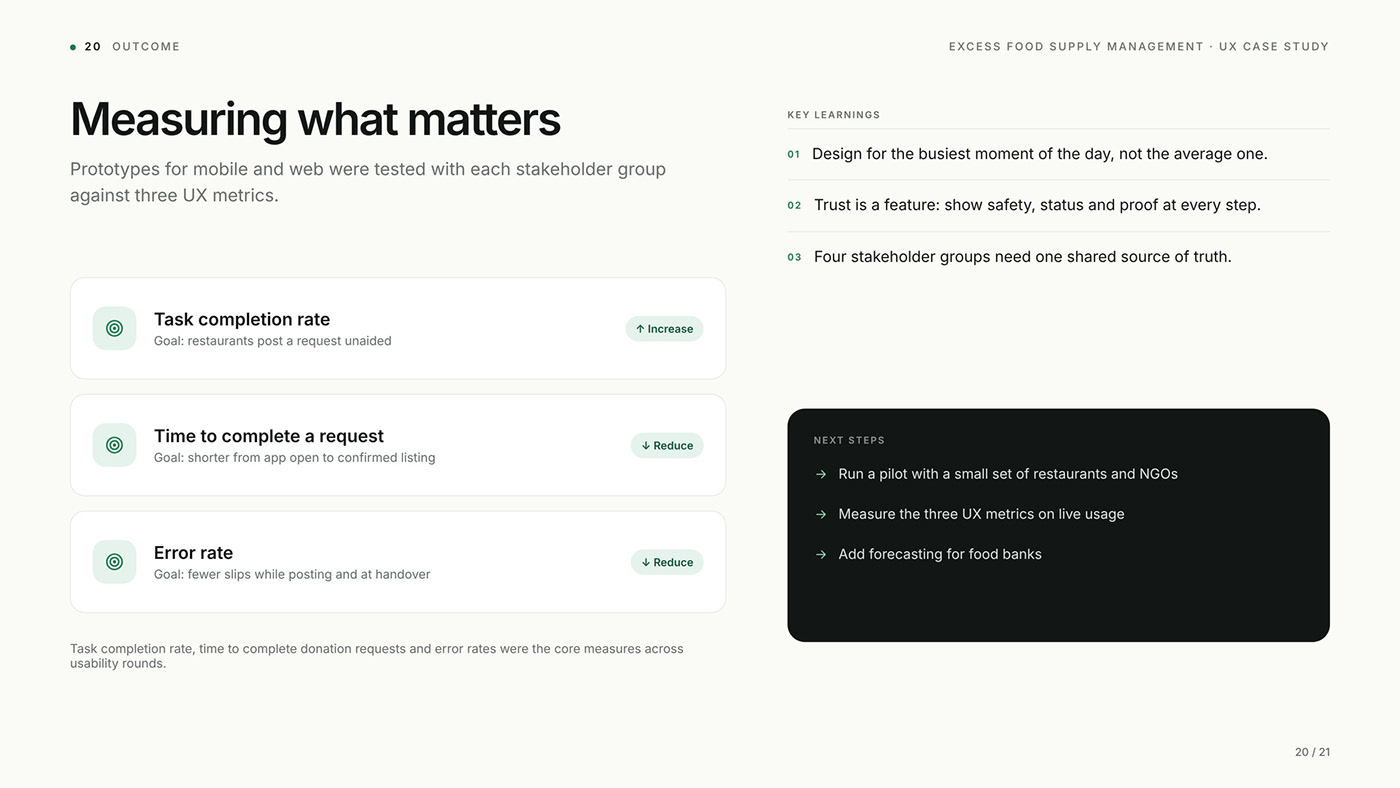 20 OUTCOME
EXCESS FOOD SUPPLY MANAGEMENT · UX CASE STUDY
Measuring what matters
Prototypes for mobile and web were tested with each stakeholder group
against three UX metrics.
Task completion rate
Goal: restaurants post a request unaided
↑ Increase
Time to complete a request
Goal: shorter from app open to confirmed listing
↓ Reduce
Error rate
Goal: fewer slips while posting and at handover
↓ Reduce
Task completion rate, time to complete donation requests and error rates were the core measures across
usability rounds.
KEY LEARNINGS
01 Design for the busiest moment of the day, not the average one.
02 Trust is a feature: show safety, status and proof at every step.
03 Four stakeholder groups need one shared source of truth.
NEXT STEPS
→ Run a pilot with a small set of restaurants and NGOs
→ Measure the three UX metrics on live usage
→ Add forecasting for food banks
20 / 21